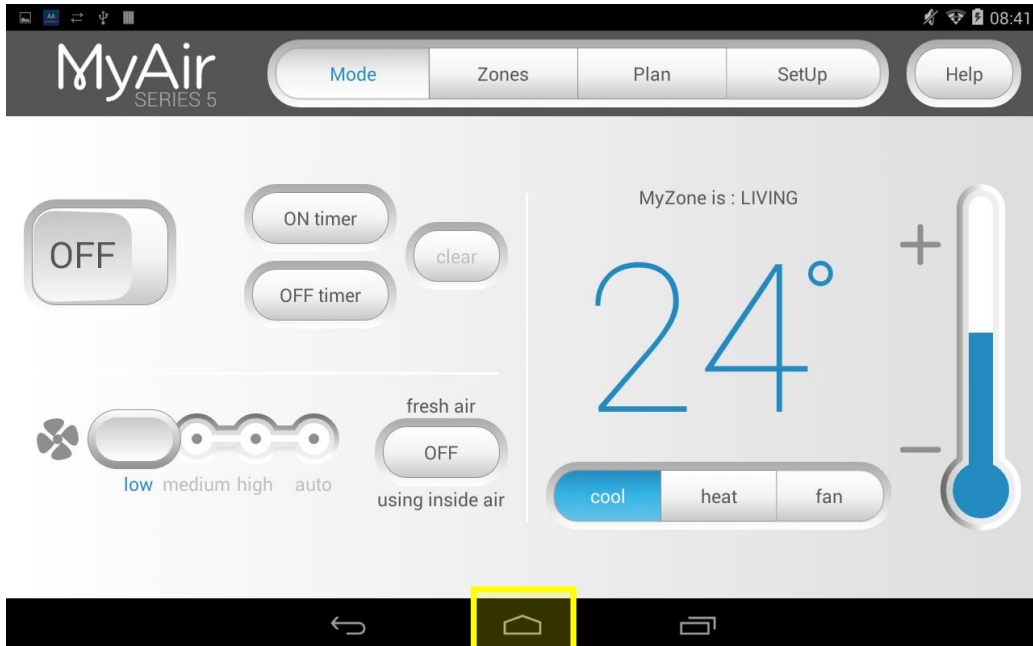 08:41
MyAir
SERIES 5
Mode
Zones
Plan
SetUp
Help
OFF
ON timer
OFF timer
clear
low
medium
high
auto
fresh air
OFF
using inside air
MyZone is : LIVING
24°
+
−
cool
heat
fan